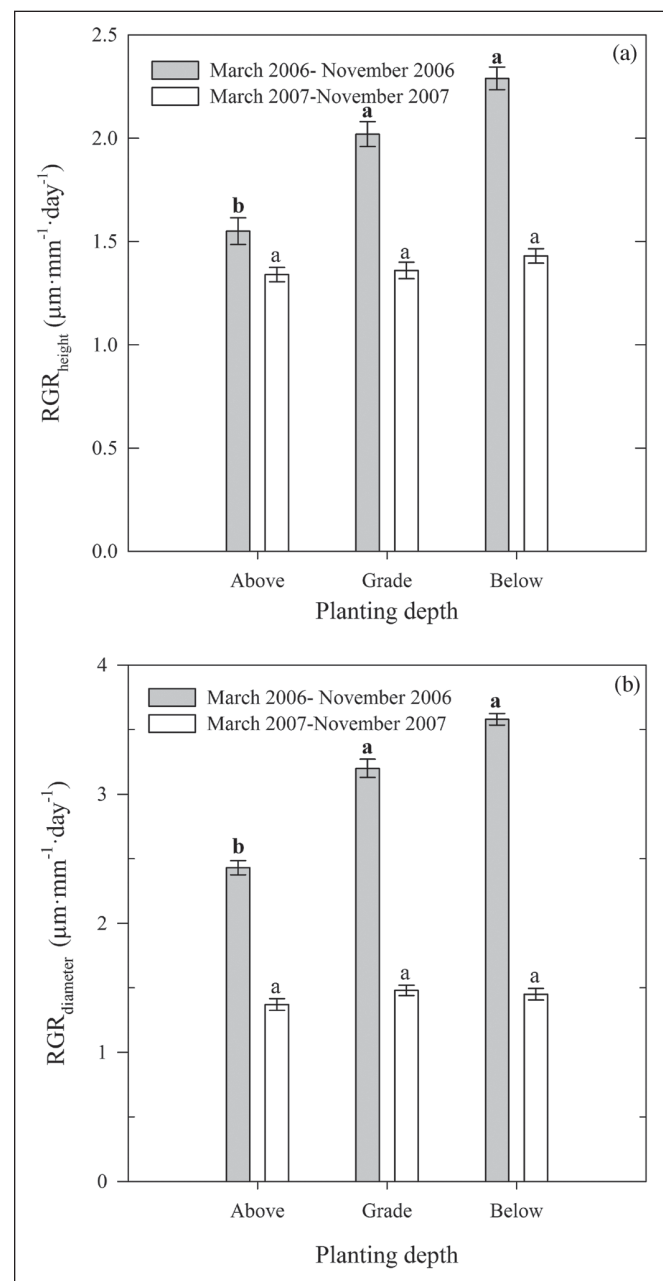 (a)
March 2006- November 2006
March 2007-November 2007
2.5
2.0
1.5
1.0
0.5
0.0
RGRheight (µm·mm-1·day-1)
b
a
a
a
a
a
Above Grade Below
Planting depth
(b)
March 2006- November 2006
March 2007-November 2007
4
3
2
1
0
RGRdiameter (µm·mm-1·day-1)
b
a
a
a
a
a
Above Grade Below
Planting depth